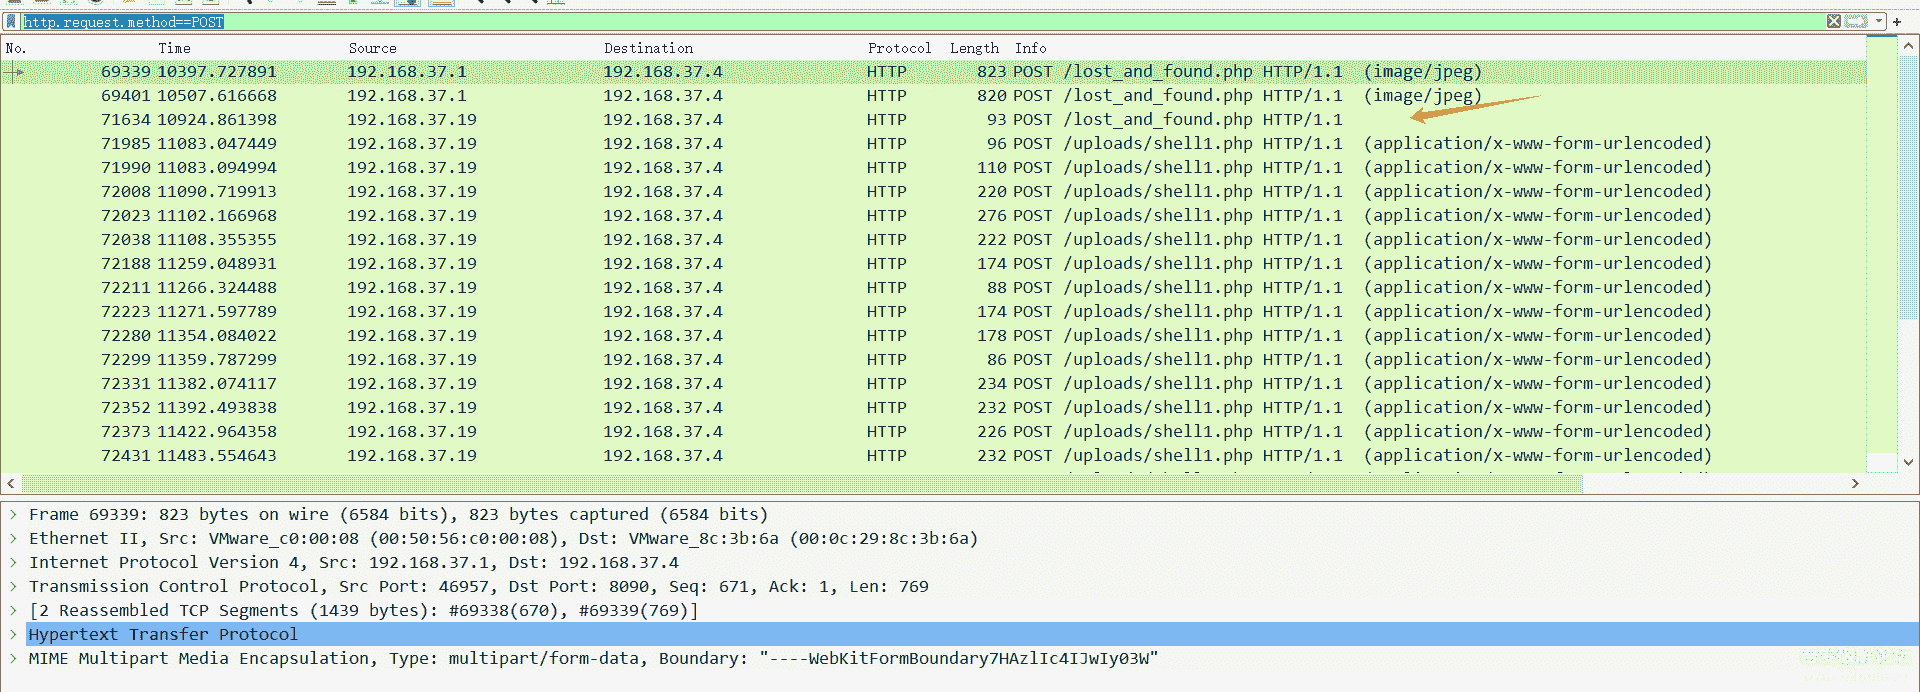 http.request.method==POST
No. Time Source Destination Protocol Length Info
69339 10397.727891 192.168.37.1 192.168.37.4 HTTP 823 POST /lost_and_found.php HTTP/1.1 (image/jpeg)
69401 10507.616668 192.168.37.1 192.168.37.4 HTTP 820 POST /lost_and_found.php HTTP/1.1 (image/jpeg)
71634 10924.861398 192.168.37.19 192.168.37.4 HTTP 93 POST /lost_and_found.php HTTP/1.1
71985 11083.047449 192.168.37.19 192.168.37.4 HTTP 96 POST /uploads/shell1.php HTTP/1.1 (application/x-www-form-urlencoded)
71990 11083.094994 192.168.37.19 192.168.37.4 HTTP 110 POST /uploads/shell1.php HTTP/1.1 (application/x-www-form-urlencoded)
72008 11090.719913 192.168.37.19 192.168.37.4 HTTP 220 POST /uploads/shell1.php HTTP/1.1 (application/x-www-form-urlencoded)
72023 11102.166968 192.168.37.19 192.168.37.4 HTTP 276 POST /uploads/shell1.php HTTP/1.1 (application/x-www-form-urlencoded)
72038 11108.355355 192.168.37.19 192.168.37.4 HTTP 222 POST /uploads/shell1.php HTTP/1.1 (application/x-www-form-urlencoded)
72188 11259.048931 192.168.37.19 192.168.37.4 HTTP 174 POST /uploads/shell1.php HTTP/1.1 (application/x-www-form-urlencoded)
72211 11266.324488 192.168.37.19 192.168.37.4 HTTP 88 POST /uploads/shell1.php HTTP/1.1 (application/x-www-form-urlencoded)
72223 11271.597789 192.168.37.19 192.168.37.4 HTTP 174 POST /uploads/shell1.php HTTP/1.1 (application/x-www-form-urlencoded)
72280 11354.084022 192.168.37.19 192.168.37.4 HTTP 178 POST /uploads/shell1.php HTTP/1.1 (application/x-www-form-urlencoded)
72299 11359.787299 192.168.37.19 192.168.37.4 HTTP 86 POST /uploads/shell1.php HTTP/1.1 (application/x-www-form-urlencoded)
72331 11382.074117 192.168.37.19 192.168.37.4 HTTP 234 POST /uploads/shell1.php HTTP/1.1 (application/x-www-form-urlencoded)
72352 11392.493838 192.168.37.19 192.168.37.4 HTTP 232 POST /uploads/shell1.php HTTP/1.1 (application/x-www-form-urlencoded)
72373 11422.964358 192.168.37.19 192.168.37.4 HTTP 226 POST /uploads/shell1.php HTTP/1.1 (application/x-www-form-urlencoded)
72431 11483.554643 192.168.37.19 192.168.37.4 HTTP 232 POST /uploads/shell1.php HTTP/1.1 (application/x-www-form-urlencoded)
Frame 69339: 823 bytes on wire (6584 bits), 823 bytes captured (6584 bits)
Ethernet II, Src: VMware_c0:00:08 (00:50:56:c0:00:08), Dst: VMware_8c:3b:6a (00:0c:29:8c:3b:6a)
Internet Protocol Version 4, Src: 192.168.37.1, Dst: 192.168.37.4
Transmission Control Protocol, Src Port: 46957, Dst Port: 8090, Seq: 671, Ack: 1, Len: 769
[2 Reassembled TCP Segments (1439 bytes): #69338(670), #69339(769)]
Hypertext Transfer Protocol
MIME Multipart Media Encapsulation, Type: multipart/form-data, Boundary: "----WebKitFormBoundary7HAzlIc4IJwIy03W"